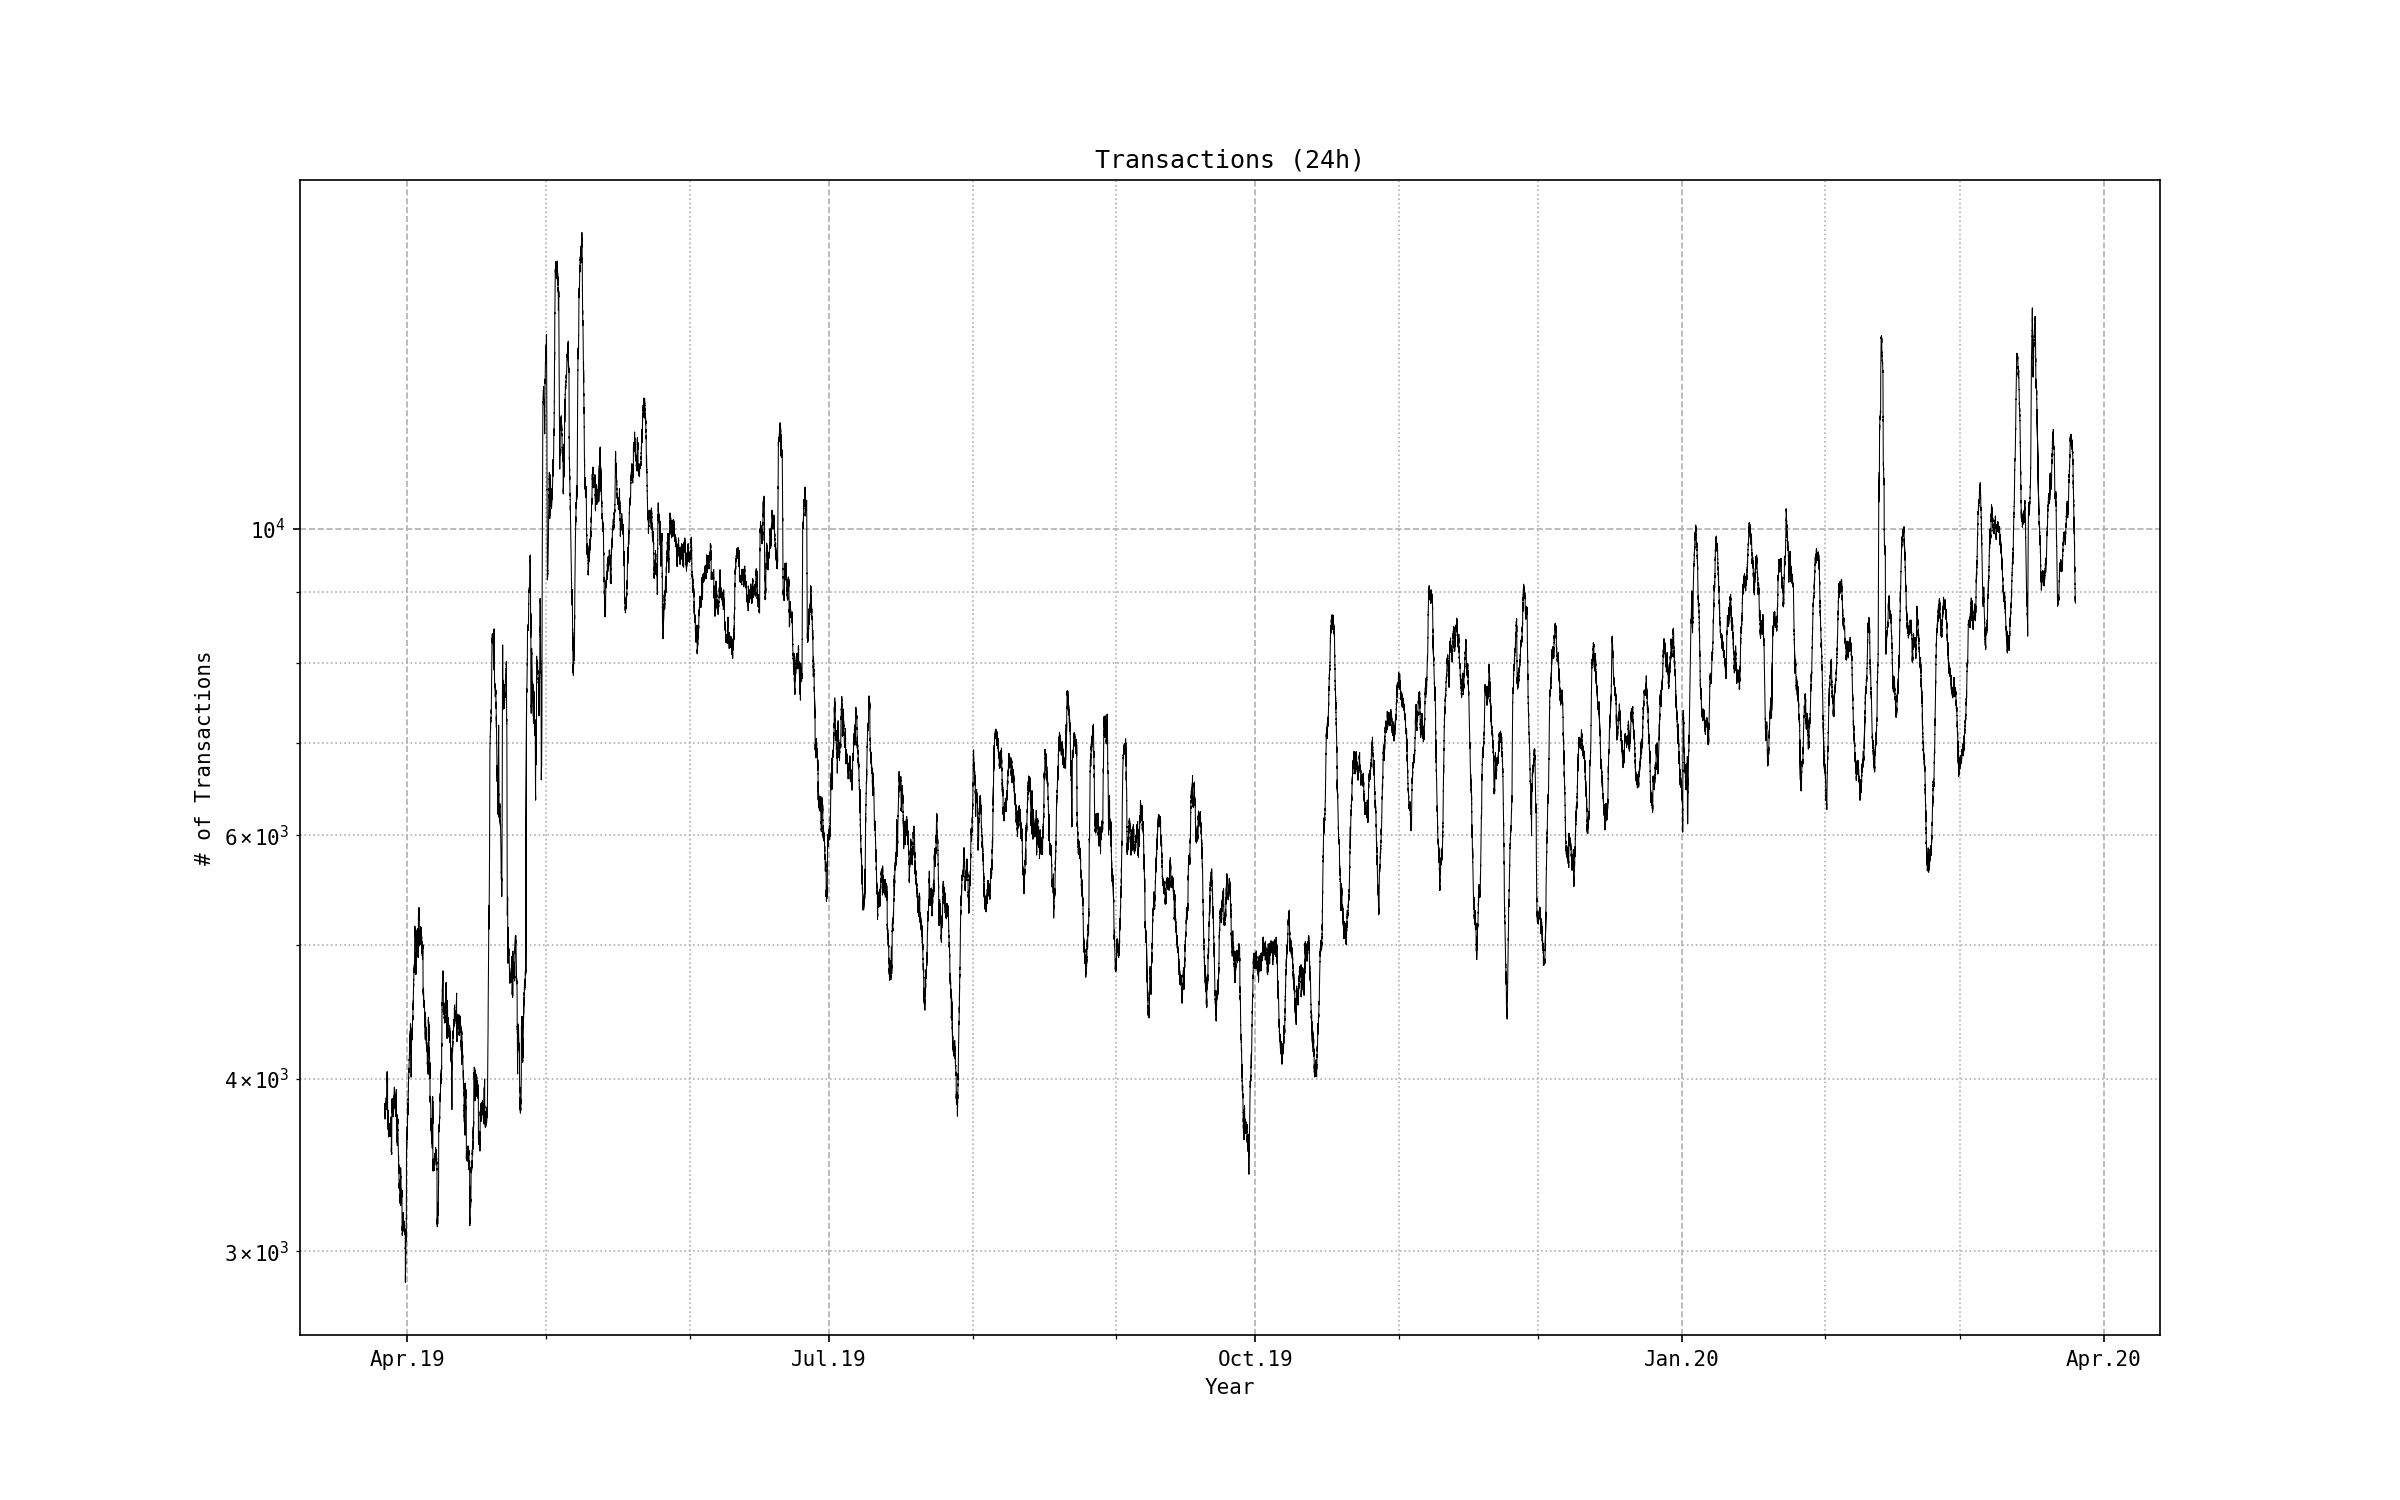 Transactions (24h)
# of Transactions
10⁴
6×10³
4×10³
3×10³
Apr.19
Jul.19
Oct.19
Jan.20
Apr.20
Year